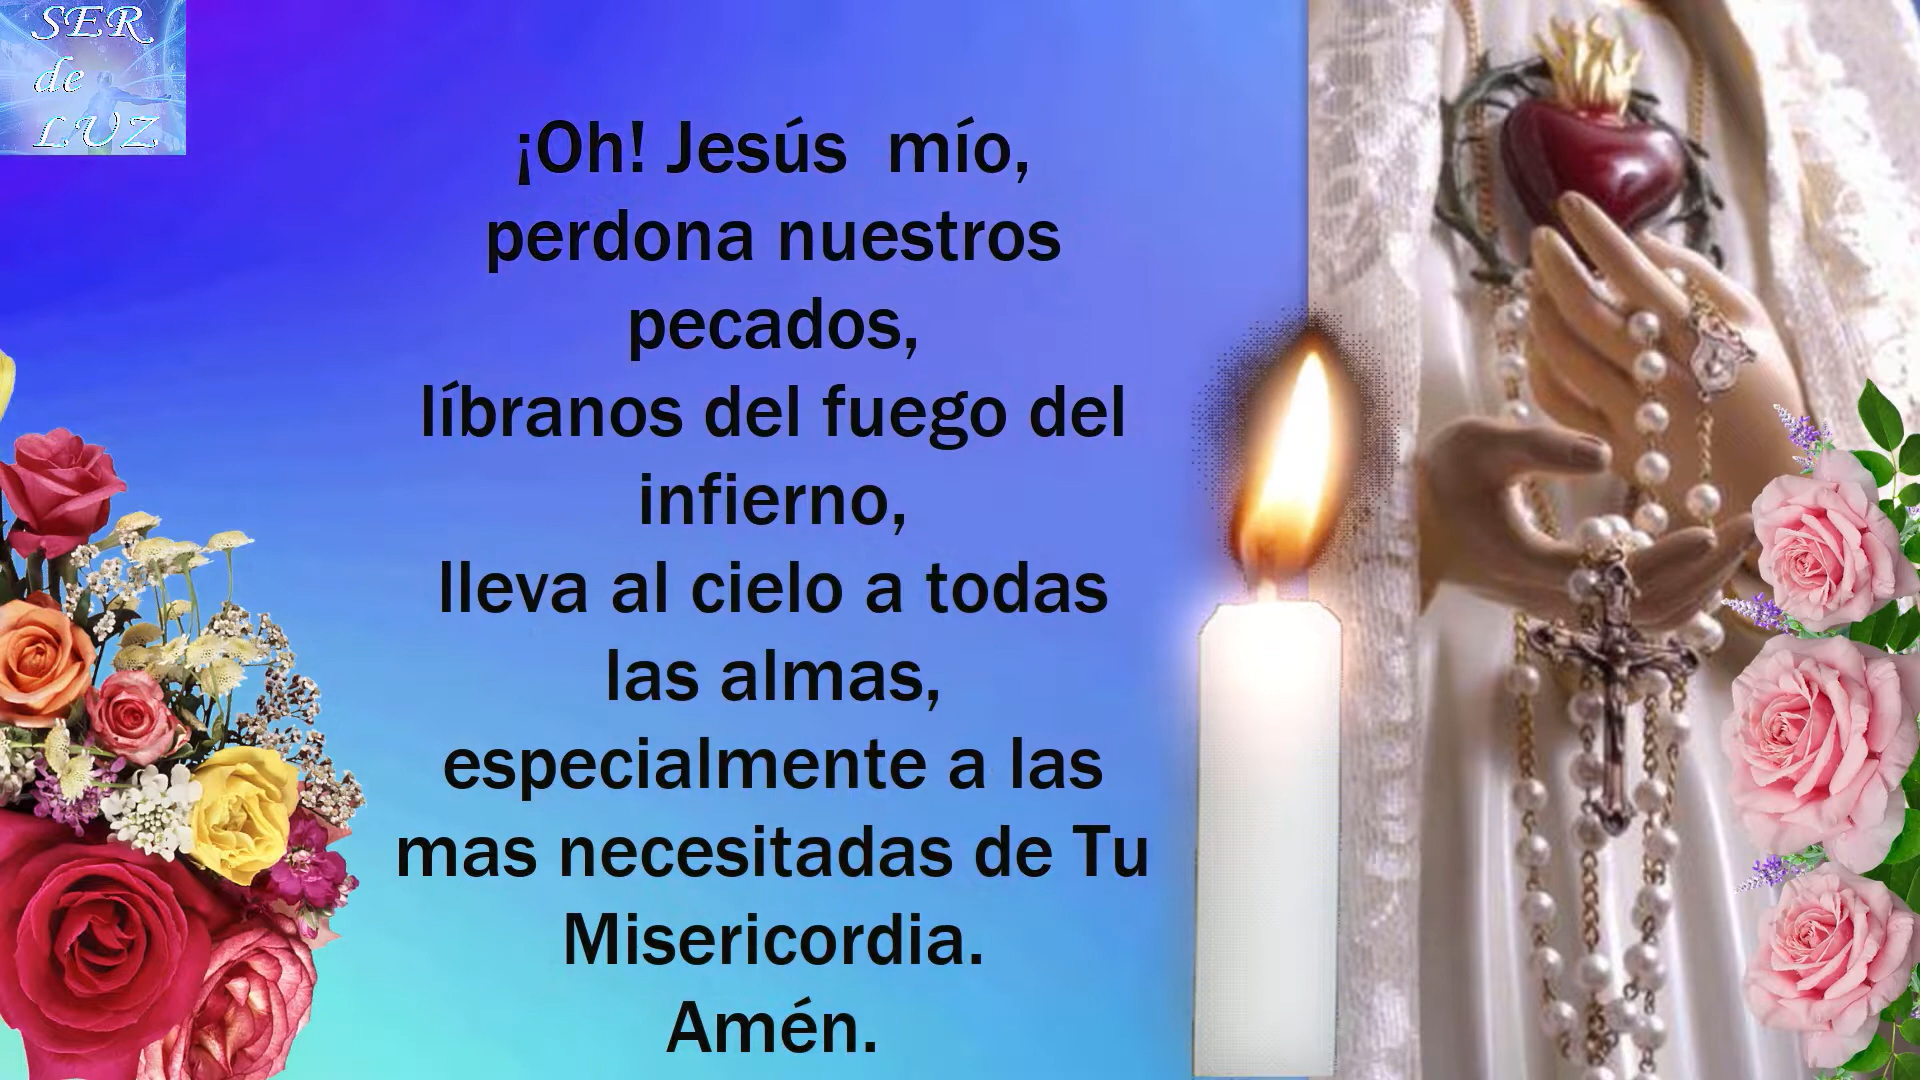 SER
de
LUZ
¡Oh! Jesús  mío,
perdona nuestros
pecados,
líbranos del fuego del
infierno,
lleva al cielo a todas
las almas,
especialmente a las
mas necesitadas de Tu
Misericordia.
Amén.